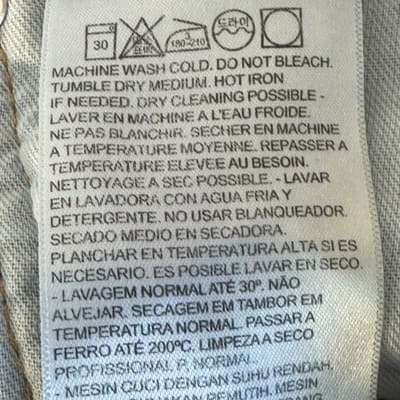 30
3
180~210
드라이
MACHINE WASH COLD. DO NOT BLEACH.
TUMBLE DRY MEDIUM. HOT IRON
IF NEEDED. DRY CLEANING POSSIBLE -
LAVER EN MACHINE A L'EAU FROIDE.
NE PAS BLANCHIR. SECHER EN MACHINE
A TEMPERATURE MOYENNE. REPASSER A
TEMPERATURE ELEVEE AU BESOIN.
NETTOYAGE A SEC POSSIBLE. - LAVAR
EN LAVADORA CON AGUA FRIA Y
DETERGENTE. NO USAR BLANQUEADOR.
SECADO MEDIO EN SECADORA.
PLANCHAR EN TEMPERATURA ALTA SI ES
NECESARIO. ES POSIBLE LAVAR EN SECO.
- LAVAGEM NORMAL ATÉ 30º. NÃO
ALVEJAR. SECAGEM EM TAMBOR EM
TEMPERATURA NORMAL. PASSAR A
FERRO ATÉ 200ºC. LIMPEZA A SECO
PROFISSIONAL P, NORMAL.
- MESIN CUCI DENGAN SUHU RENDAH.
PEMUTIH. MESIN